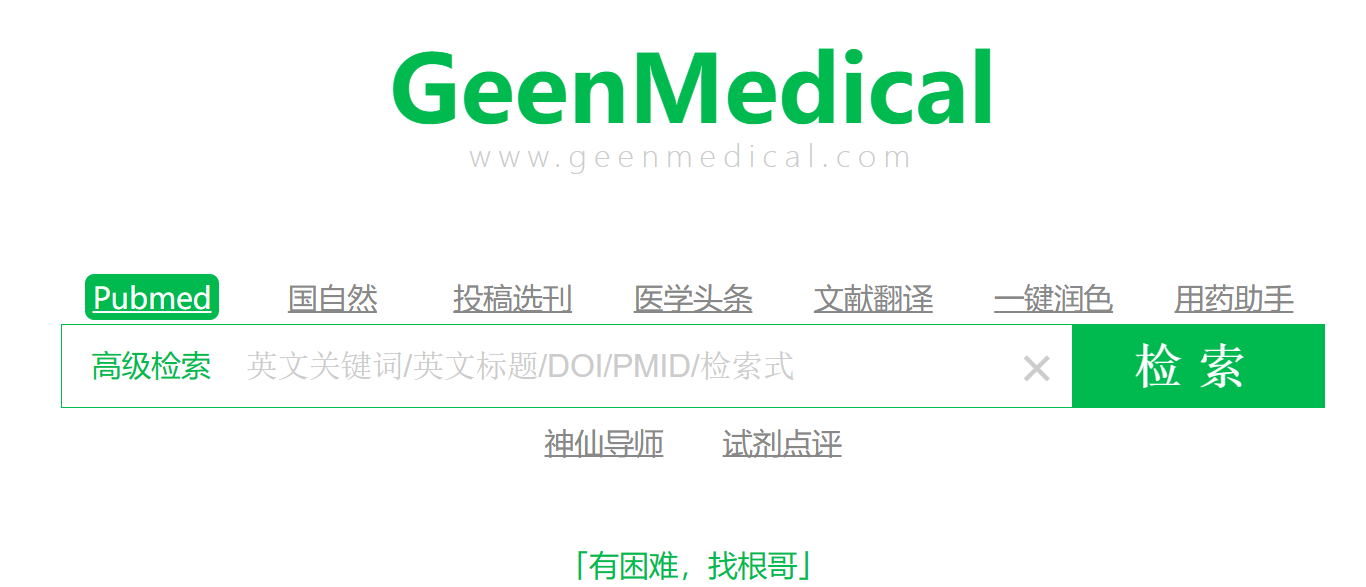 GeenMedical
www.geenmedical.com
Pubmed 国自然 投稿选刊 医学头条 文献翻译 一键润色 用药助手
高级检索 英文关键词/英文标题/DOI/PMID/检索式 × 检索
神仙导师 试剂点评
「有困难，找根哥」